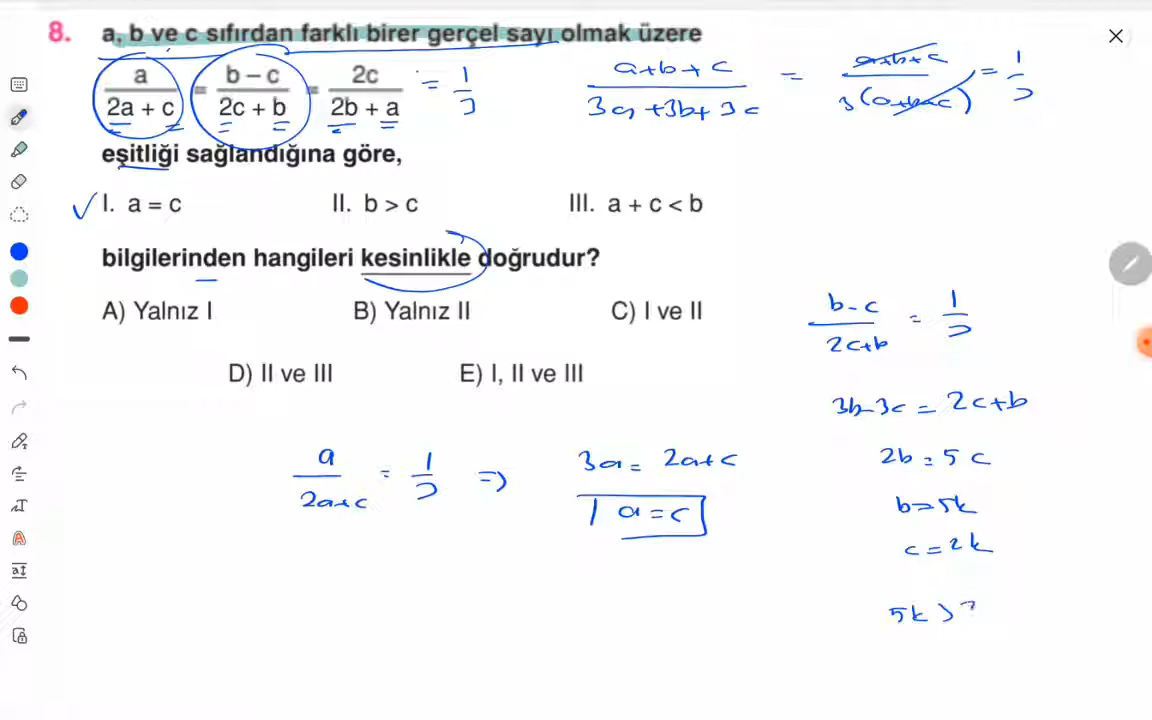 8. a, b ve c sıfırdan farklı birer gerçel sayı olmak üzere
a/(2a + c) = (b − c)/(2c + b) = 2c/(2b + a) = 1/3
(a+b+c)/(3a+3b+3c) = (a+b+c)/(3(a+b+c)) = 1/3
eşitliği sağlandığına göre,
√ I. a = c II. b > c III. a + c < b
bilgilerinden hangileri kesinlikle doğrudur?
A) Yalnız I B) Yalnız II C) I ve II
D) II ve III E) I, II ve III
(b-c)/(2c+b) = 1/3
3b-3c = 2c+b
2b = 5c
b=5k
c=2k
5k >
a/(2a+c) = 1/3 => 3a = 2a+c
a=c